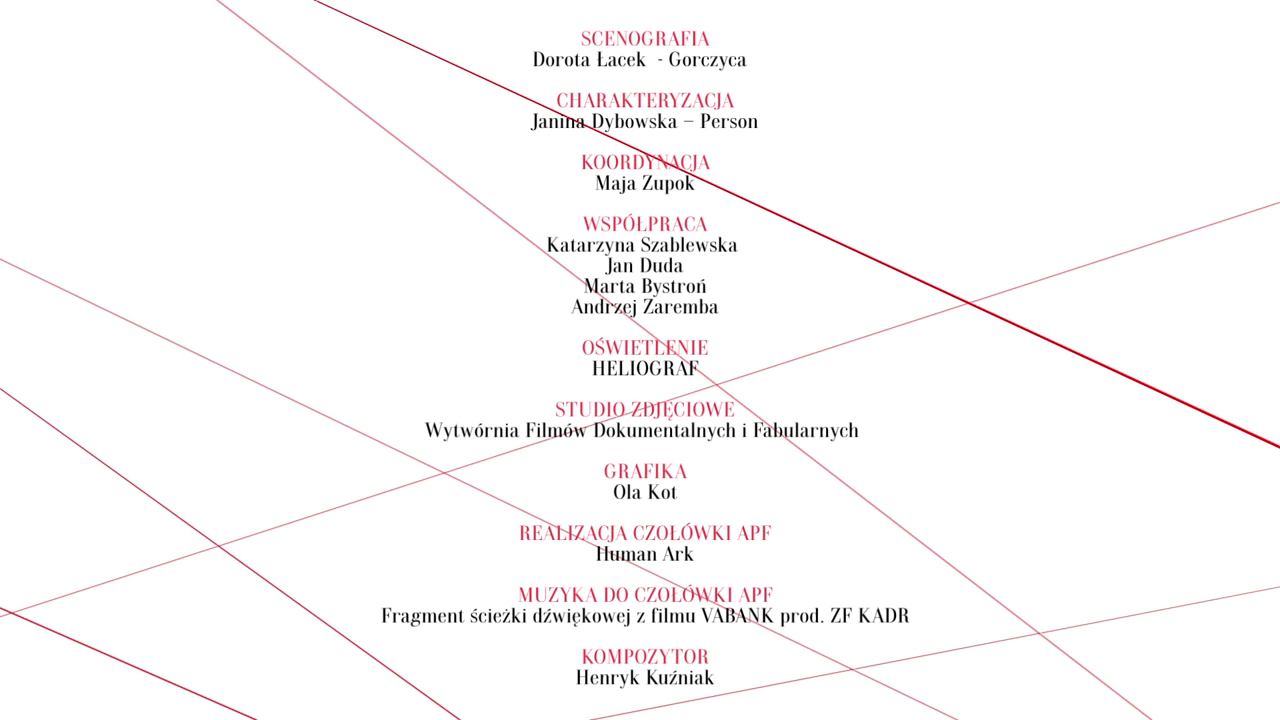 SCENOGRAFIA
Dorota Łacek - Gorczyca
CHARAKTERYZACJA
Janina Dybowska – Person
KOORDYNACJA
Maja Zupok
WSPÓŁPRACA
Katarzyna Szablewska
Jan Duda
Marta Bystroń
Andrzej Zaremba
OŚWIETLENIE
HELIOGRAF
STUDIO ZDJĘCIOWE
Wytwórnia Filmów Dokumentalnych i Fabularnych
GRAFIKA
Ola Kot
REALIZACJA CZOŁÓWKI APF
Human Ark
MUZYKA DO CZOŁÓWKI APF
Fragment ścieżki dźwiękowej z filmu VABANK prod. ZF KADR
KOMPOZYTOR
Henryk Kuźniak